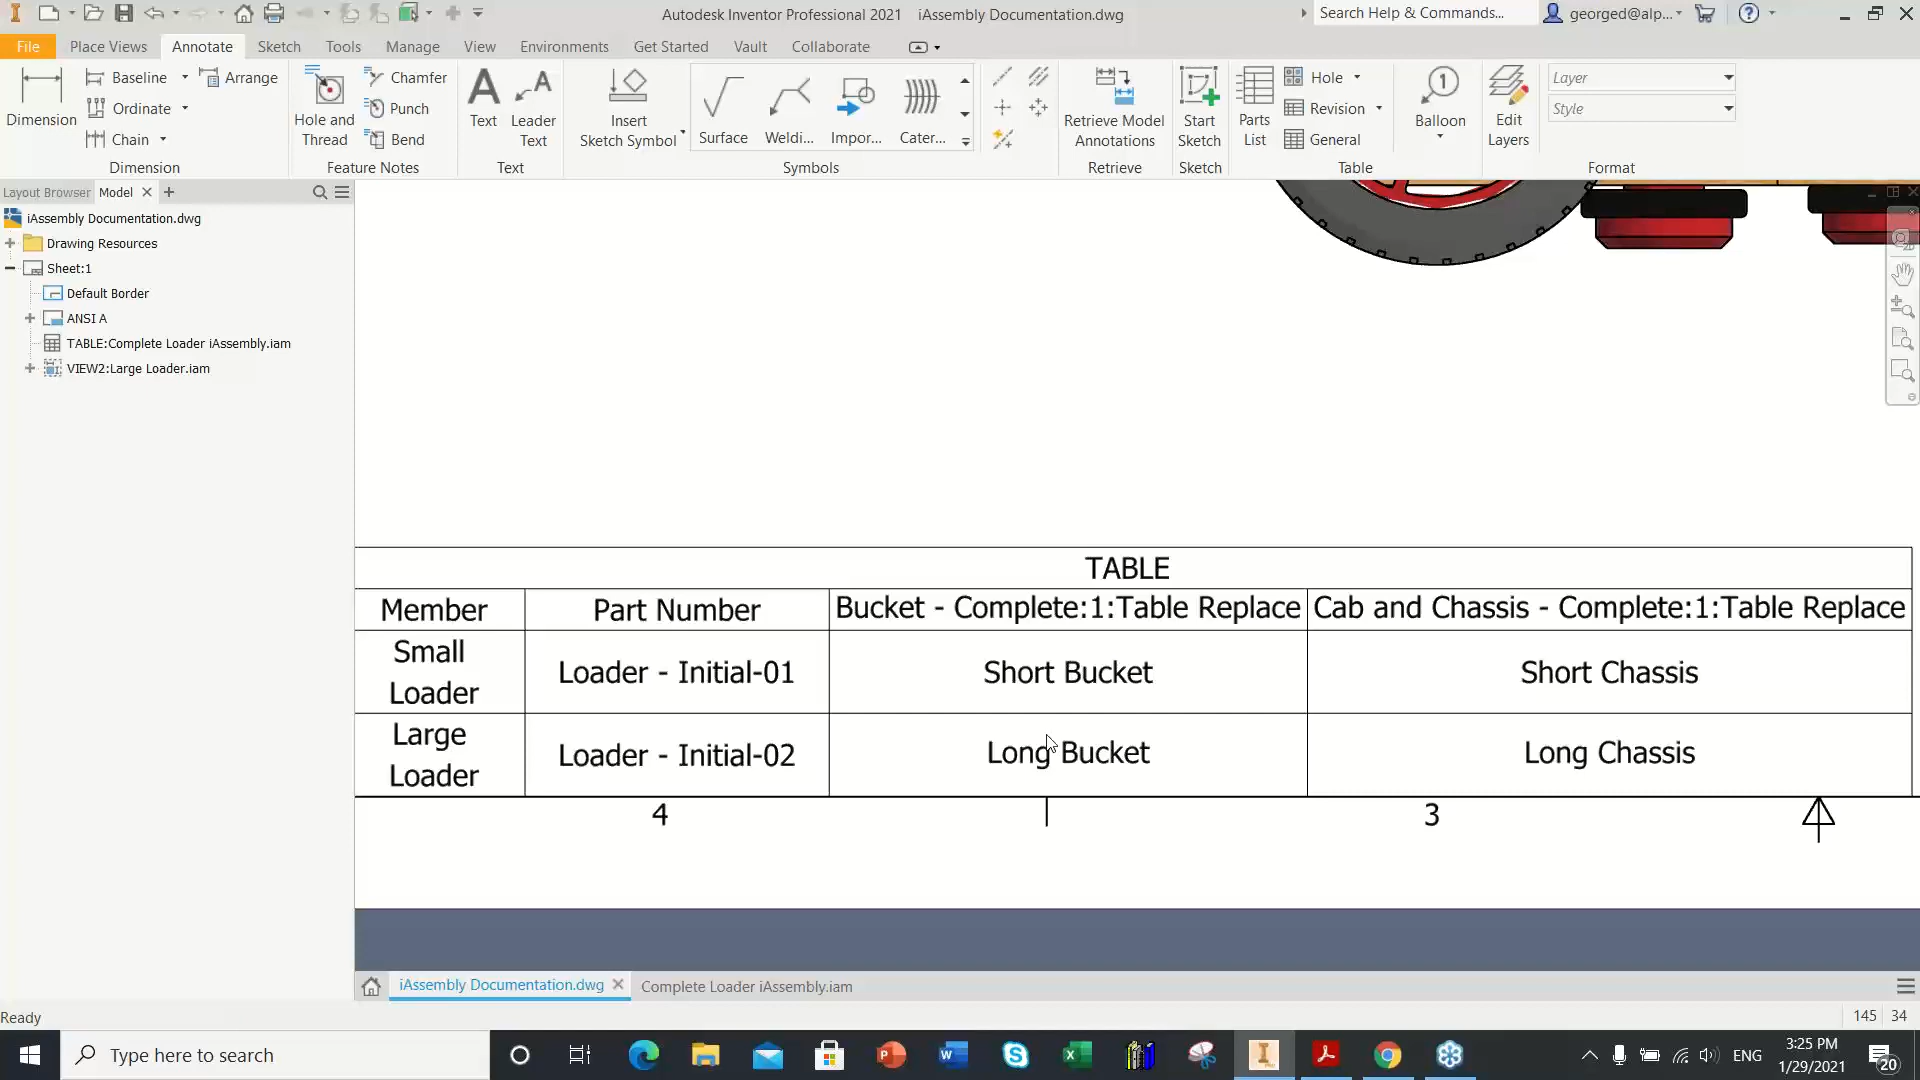 Autodesk Inventor Professional 2021 iAssembly Documentation.dwg
Search Help & Commands...
georged@alp...
File Place Views Annotate Sketch Tools Manage View Environments Get Started Vault Collaborate
Dimension
Baseline
Ordinate
Chain
Arrange
Dimension
Hole and Thread
Chamfer
Punch
Bend
Feature Notes
Text
Leader Text
Text
Insert Sketch Symbol
Surface
Weldi...
Impor...
Cater...
Symbols
Retrieve Model Annotations
Retrieve
Start Sketch
Sketch
Parts List
Hole
Revision
General
Table
1
Balloon
Edit Layers
Layer
Style
Format
Layout Browser Model
iAssembly Documentation.dwg
Drawing Resources
Sheet:1
Default Border
ANSI A
TABLE:Complete Loader iAssembly.iam
VIEW2:Large Loader.iam
TABLE
Member Part Number Bucket - Complete:1:Table Replace Cab and Chassis - Complete:1:Table Replace
Small Loader Loader - Initial-01 Short Bucket Short Chassis
Large Loader Loader - Initial-02 Long Bucket Long Chassis
4 3
iAssembly Documentation.dwg Complete Loader iAssembly.iam
Ready
145 34
Type here to search
ENG
3:25 PM
1/29/2021
20